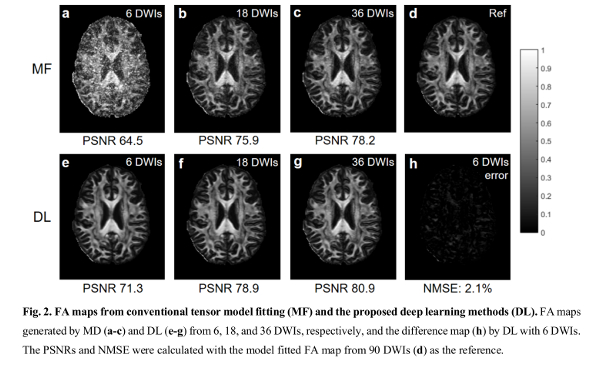 a 6 DWIs b 18 DWIs c 36 DWIs d Ref
MF
PSNR 64.5 PSNR 75.9 PSNR 78.2
1
0.9
0.8
0.7
0.6
0.5
0.4
0.3
0.2
0.1
0
e 6 DWIs f 18 DWIs g 36 DWIs h 6 DWIs
error
DL
PSNR 71.3 PSNR 78.9 PSNR 80.9 NMSE: 2.1%
Fig. 2. FA maps from conventional tensor model fitting (MF) and the proposed deep learning methods (DL). FA maps
generated by MD (a-c) and DL (e-g) from 6, 18, and 36 DWIs, respectively, and the difference map (h) by DL with 6 DWIs.
The PSNRs and NMSE were calculated with the model fitted FA map from 90 DWIs (d) as the reference.